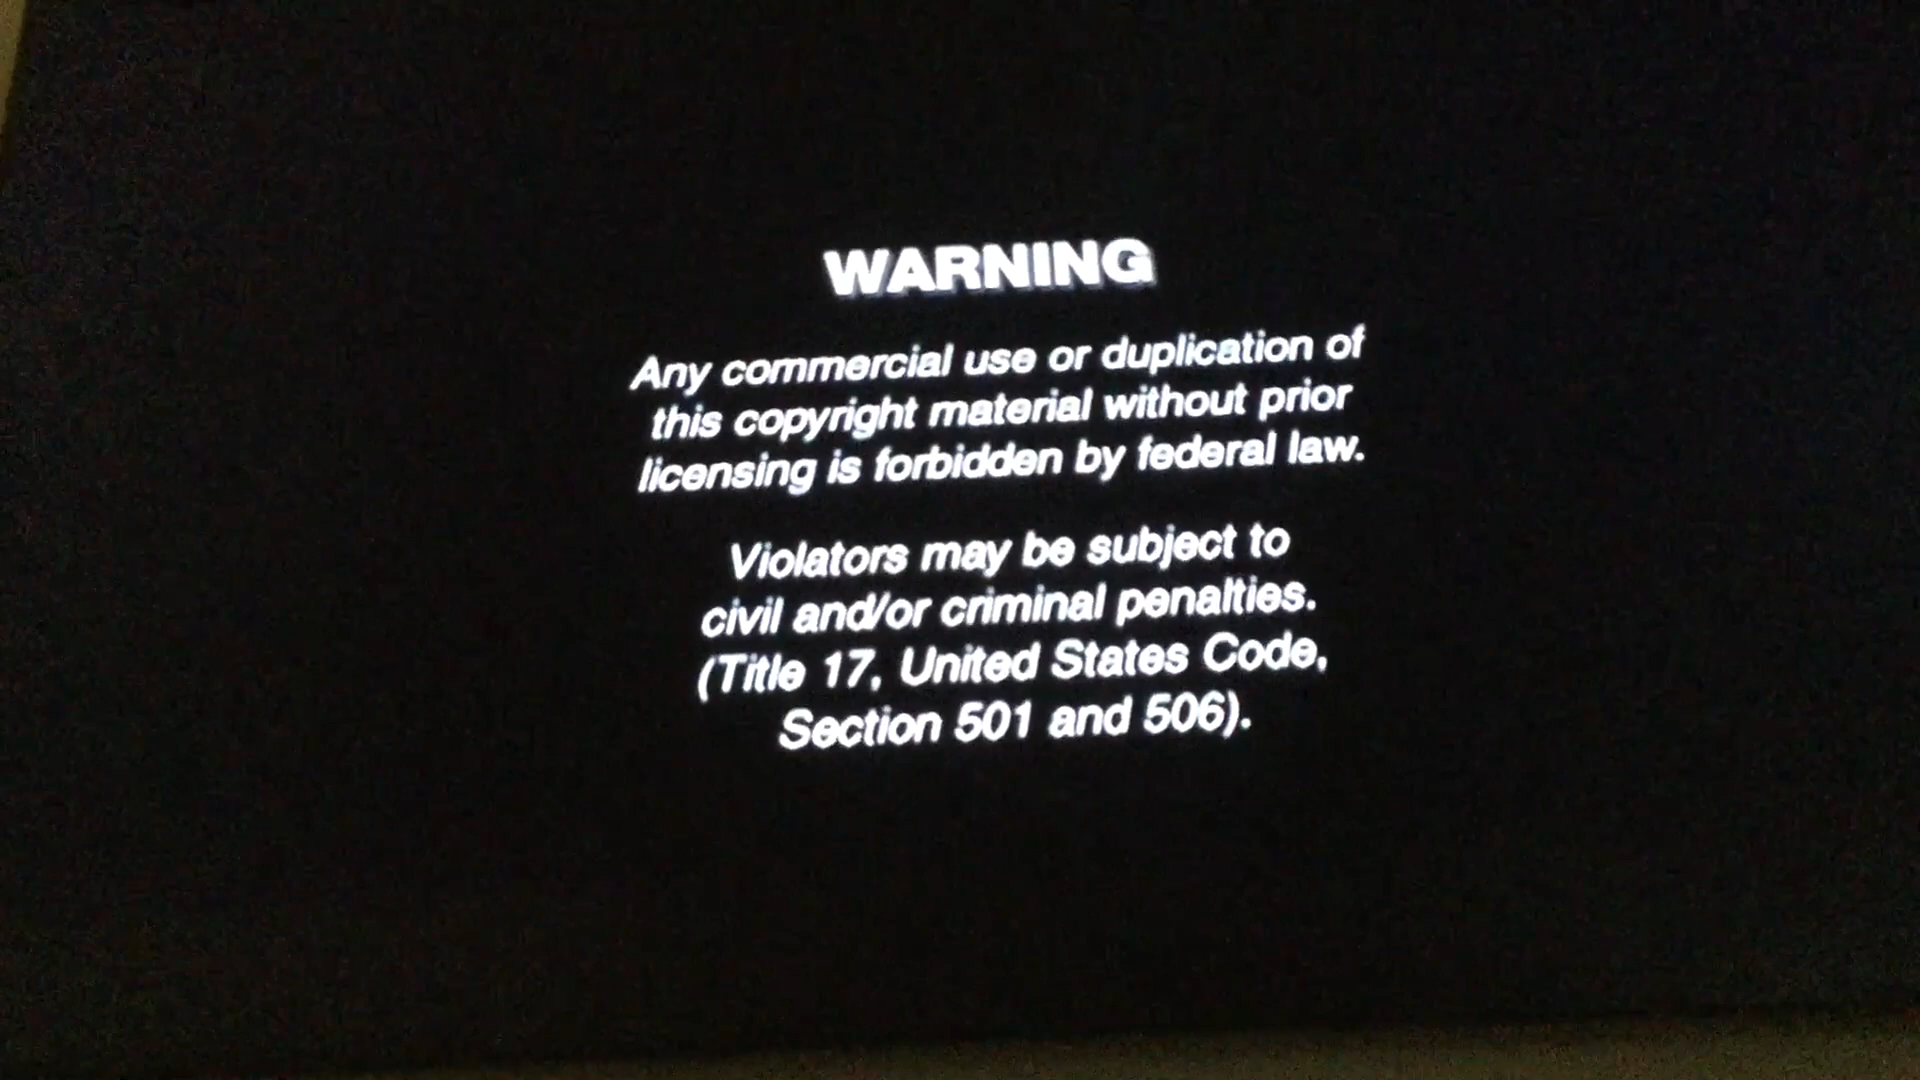 WARNING
Any commercial use or duplication of
this copyright material without prior
licensing is forbidden by federal law.
Violators may be subject to
civil and/or criminal penalties.
(Title 17, United States Code,
Section 501 and 506).